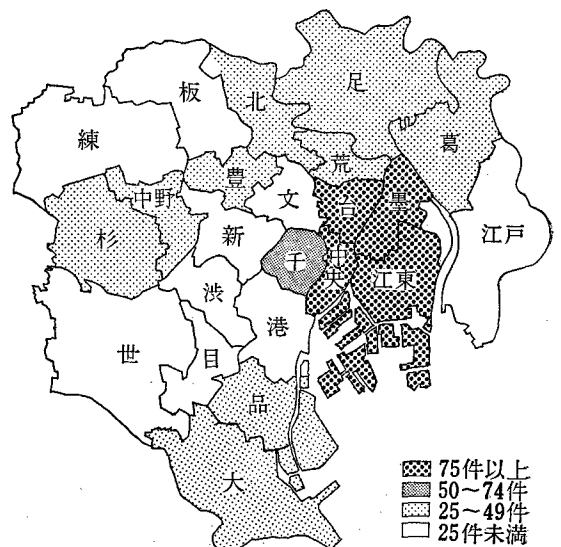 足
北
板
葛
練
荒
豊
中野
文
台
墨
杉
新
江戸
千
中央
江東
渋
港
世
目
品
大
75件以上
50〜74件
25〜49件
25件未満